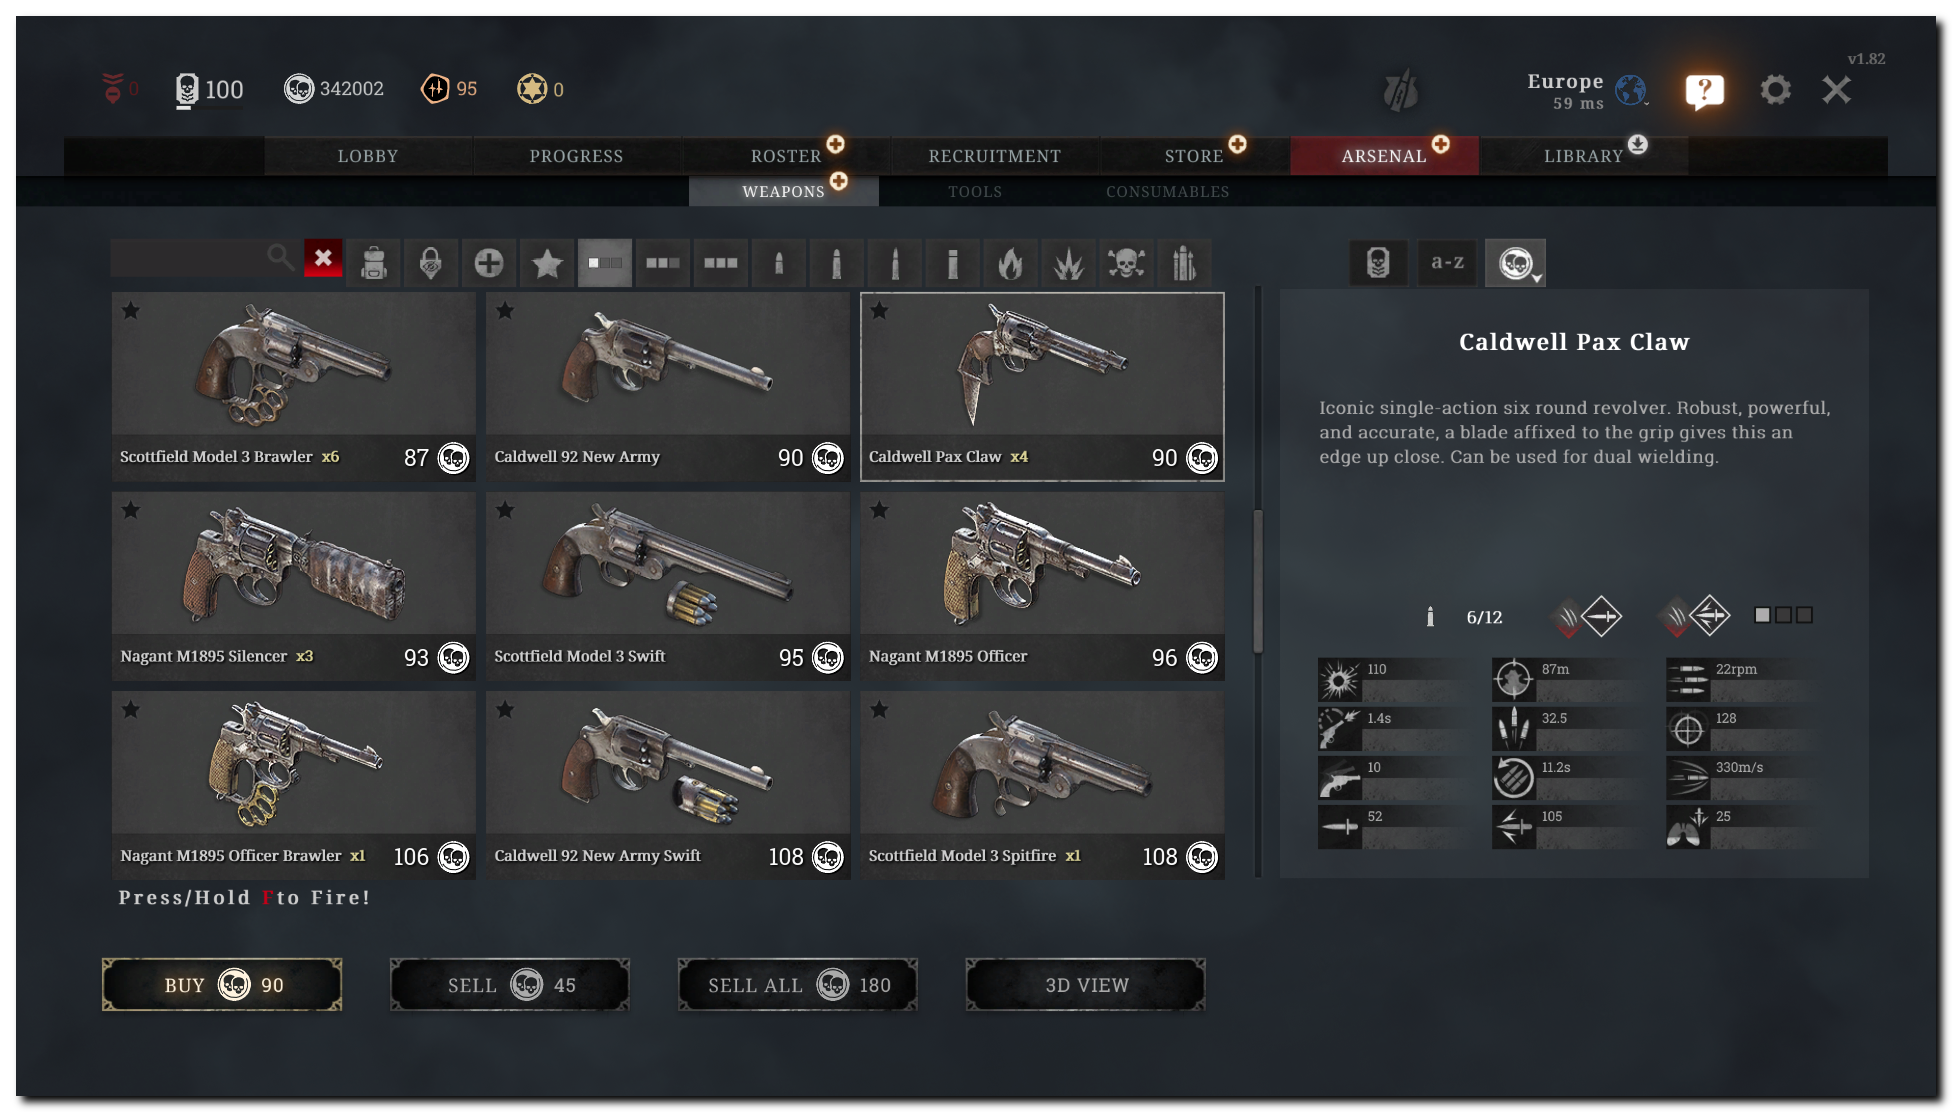 v1.82
0 100 342002 95 0 Europe
59 ms
LOBBY PROGRESS ROSTER RECRUITMENT STORE ARSENAL LIBRARY
WEAPONS TOOLS CONSUMABLES
a-z
Scottfield Model 3 Brawler x6 87
Caldwell 92 New Army 90
Caldwell Pax Claw x4 90
Nagant M1895 Silencer x3 93
Scottfield Model 3 Swift 95
Nagant M1895 Officer 96
Nagant M1895 Officer Brawler x1 106
Caldwell 92 New Army Swift 108
Scottfield Model 3 Spitfire x1 108
Caldwell Pax Claw
Iconic single-action six round revolver. Robust, powerful,
and accurate, a blade affixed to the grip gives this an
edge up close. Can be used for dual wielding.
6/12
110 87m 22rpm
1.4s 32.5 128
10 11.2s 330m/s
52 105 25
Press/Hold F to Fire!
BUY 90 SELL 45 SELL ALL 180 3D VIEW